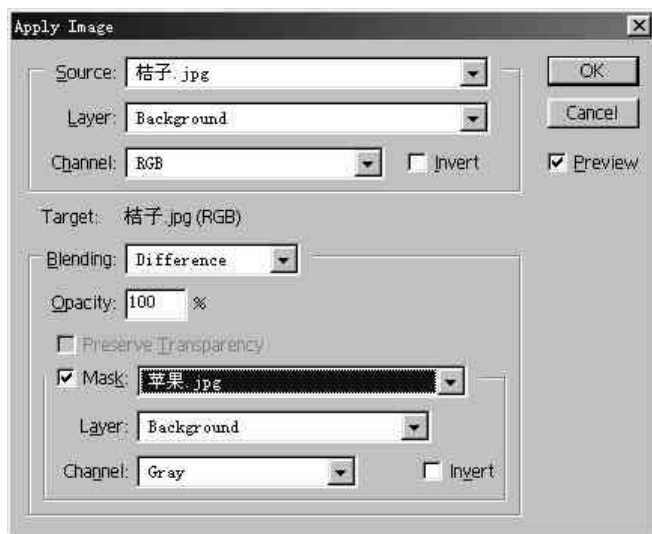 Apply Image
Source: 桔子.jpg
OK
Layer: Background
Cancel
Channel: RGB
Invert
Preview
Target: 桔子.jpg (RGB)
Blending: Difference
Opacity: 100 %
Preserve Transparency
Mask: 苹果.jpg
Layer: Background
Channel: Gray
Invert